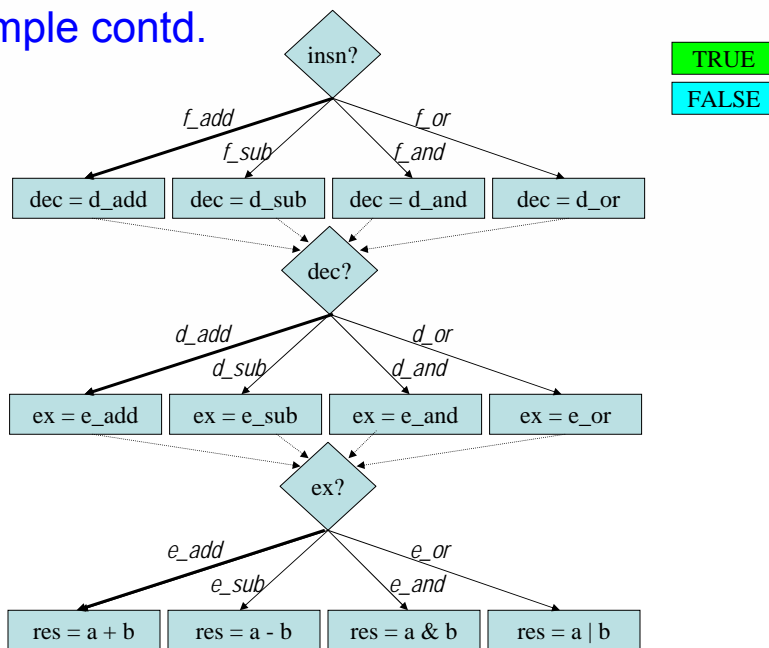 mple contd.
insn?
TRUE
FALSE
f_add
f_or
f_sub
f_and
dec = d_add
dec = d_sub
dec = d_and
dec = d_or
dec?
d_add
d_or
d_sub
d_and
ex = e_add
ex = e_sub
ex = e_and
ex = e_or
ex?
e_add
e_or
e_sub
e_and
res = a + b
res = a - b
res = a & b
res = a | b